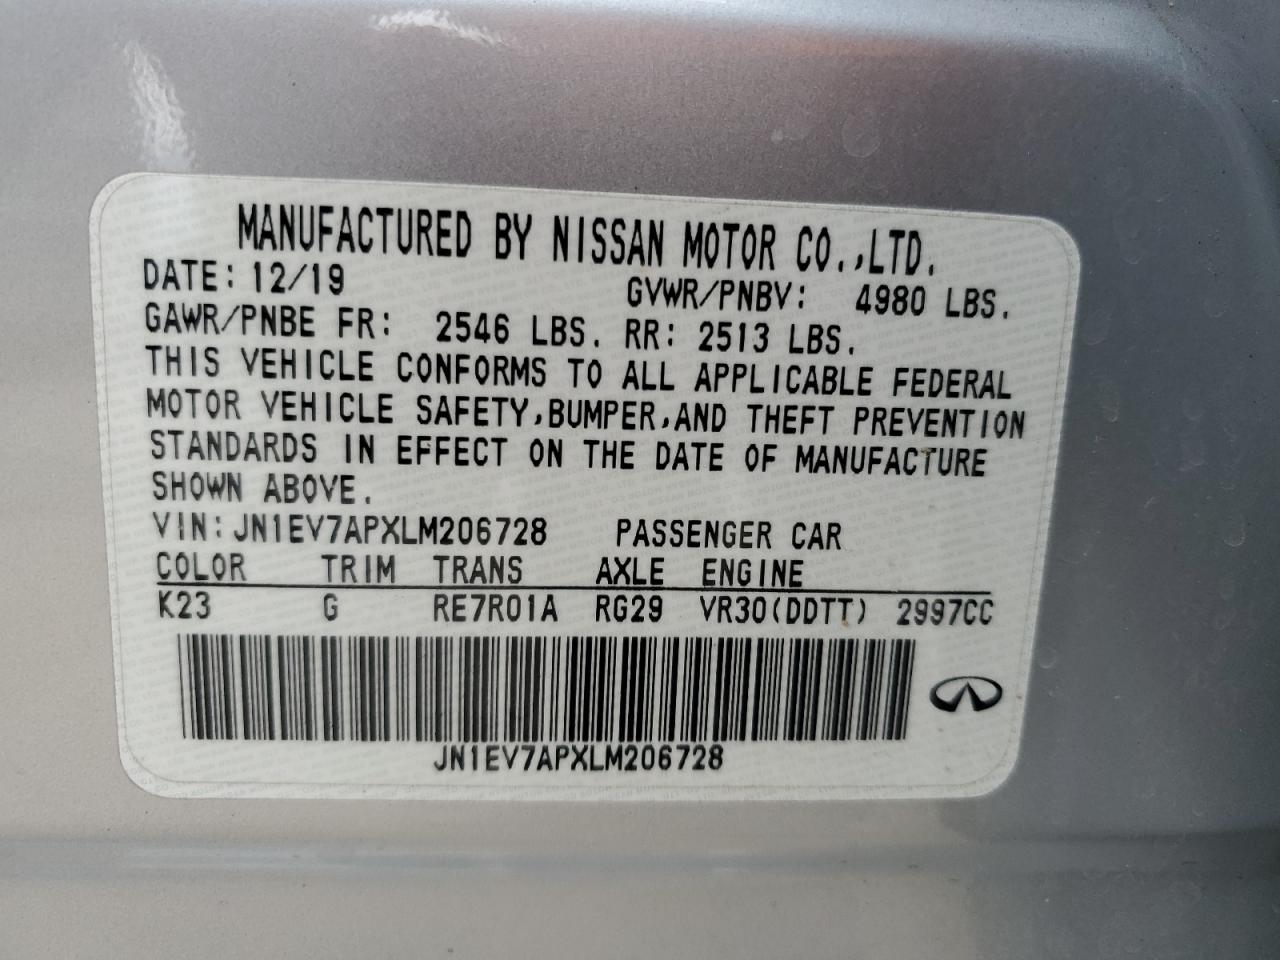 MANUFACTURED BY NISSAN MOTOR CO.,LTD.
DATE: 12/19 GVWR/PNBV: 4980 LBS.
GAWR/PNBE FR: 2546 LBS. RR: 2513 LBS.
THIS VEHICLE CONFORMS TO ALL APPLICABLE FEDERAL
MOTOR VEHICLE SAFETY,BUMPER,AND THEFT PREVENTION
STANDARDS IN EFFECT ON THE DATE OF MANUFACTURE
SHOWN ABOVE.
VIN: JN1EV7APXLM206728 PASSENGER CAR
COLOR TRIM TRANS AXLE ENGINE
K23 G RE7R01A RG29 VR30(DDTT) 2997CC
JN1EV7APXLM206728